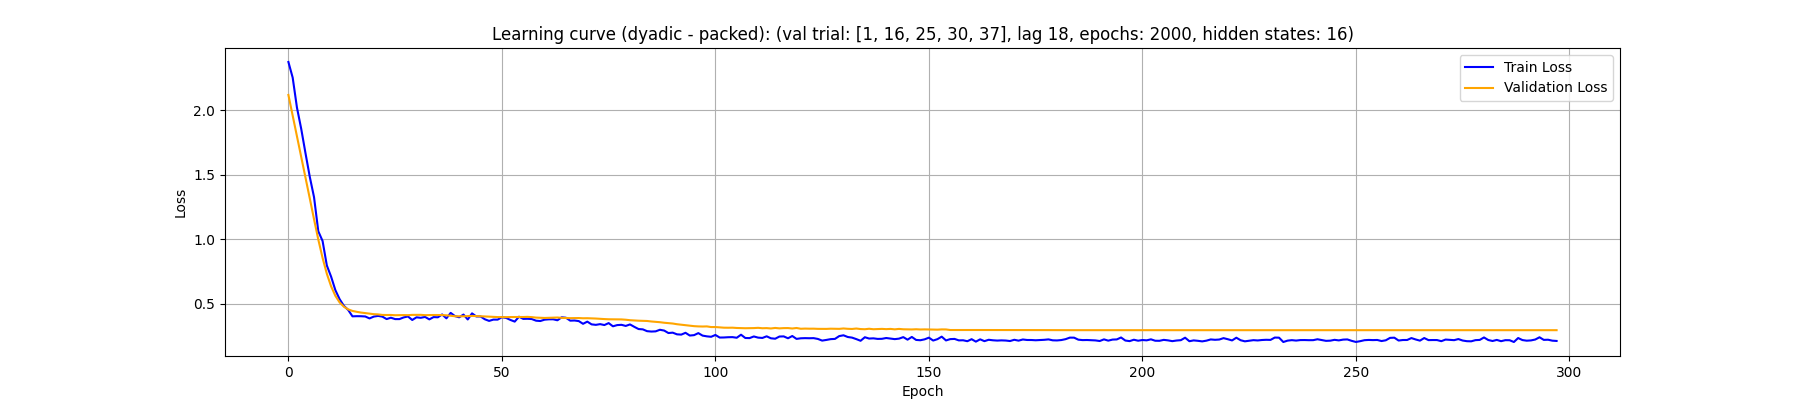 Learning curve (dyadic - packed): (val trial: [1, 16, 25, 30, 37], lag 18, epochs: 2000, hidden states: 16)
Train Loss
Validation Loss
Loss
2.0
1.5
1.0
0.5
0
50
100
150
200
250
300
Epoch